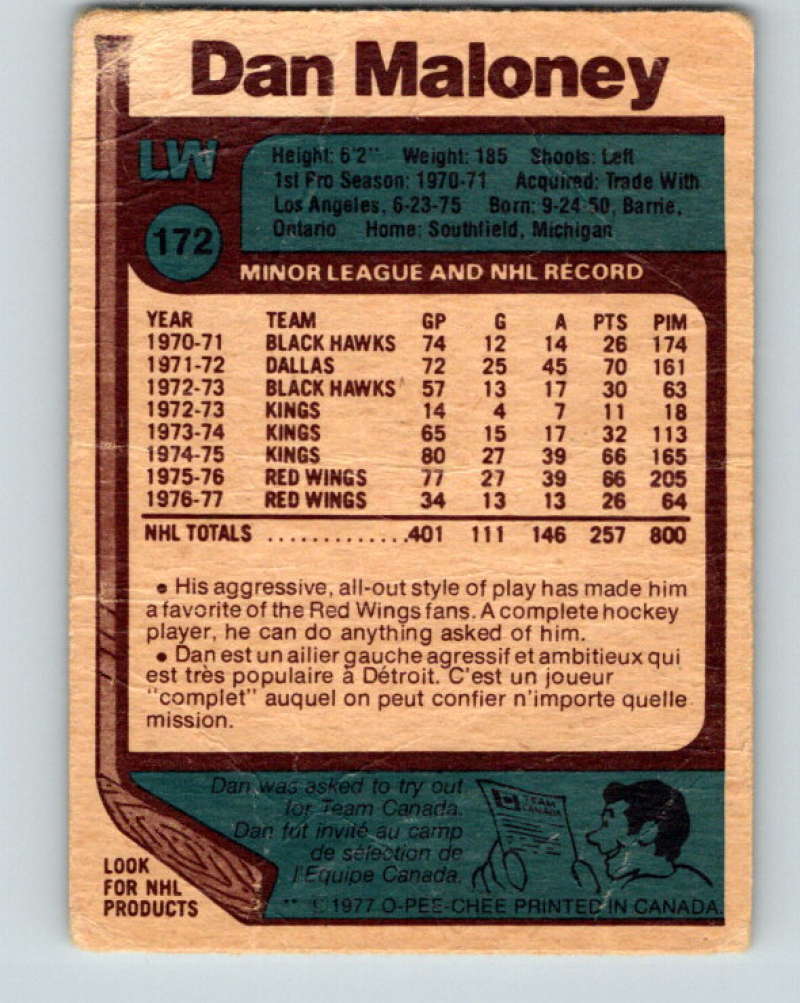 Dan Maloney
LW
Height: 6'2" Weight: 185 Shoots: Left
1st Pro Season: 1970-71 Acquired: Trade With
Los Angeles, 6-23-75 Born: 9-24-50, Barrie,
Ontario Home: Southfield, Michigan
172
MINOR LEAGUE AND NHL RECORD
YEAR TEAM GP G A PTS PIM
1970-71 BLACK HAWKS 74 12 14 26 174
1971-72 DALLAS 72 25 45 70 161
1972-73 BLACK HAWKS 57 13 17 30 63
1972-73 KINGS 14 4 7 11 18
1973-74 KINGS 65 15 17 32 113
1974-75 KINGS 80 27 39 66 165
1975-76 RED WINGS 77 27 39 66 205
1976-77 RED WINGS 34 13 13 26 64
NHL TOTALS .............401 111 146 257 800
• His aggressive, all-out style of play has made him
a favorite of the Red Wings fans. A complete hockey
player, he can do anything asked of him.
• Dan est un ailier gauche agressif et ambitieux qui
est très populaire à Détroit. C'est un joueur
"complet" auquel on peut confier n'importe quelle
mission.
Dan was asked to try out
for Team Canada.
Dan fut invité au camp
de sélection de
l'Equipe Canada.
TEAM
CANADA
LOOK
FOR NHL
PRODUCTS
** ©1977 O-PEE-CHEE PRINTED IN CANADA